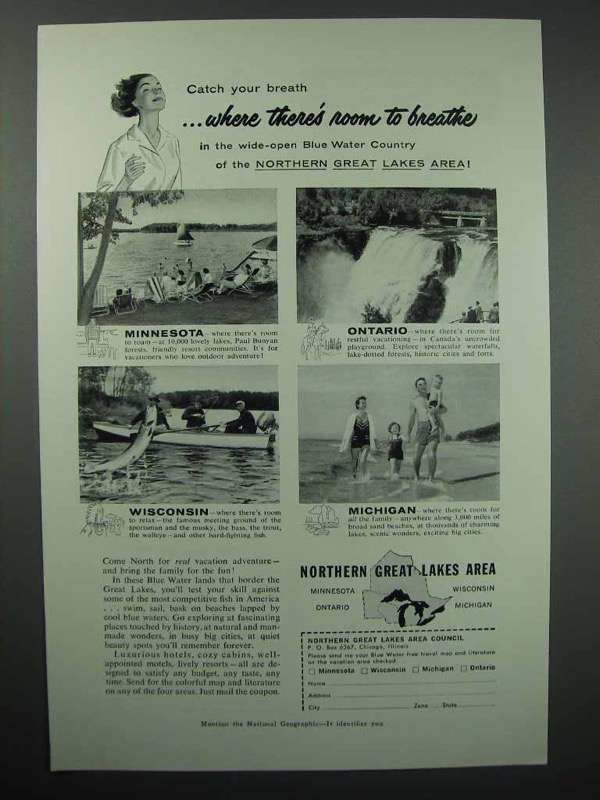 Catch your breath
...where there's room to breathe
in the wide-open Blue Water Country
of the NORTHERN GREAT LAKES AREA!
MINNESOTA—where there's room
to roam—at 10,000 lovely lakes, Paul Bunyan
forests, friendly resort communities. It's for
vacationers who love outdoor adventure!
ONTARIO—where there's room for
restful vacationing—in Canada's uncrowded
playground. Explore spectacular waterfalls,
lake-dotted forests, historic cities and forts.
WISCONSIN—where there's room
to relax—the famous meeting ground of the
sportsman and the musky, the bass, the trout,
the walleye—and other hard-fighting fish.
MICHIGAN—where there's room for
all the family—anywhere along 3,000 miles of
broad sand beaches, at thousands of charming
lakes, scenic wonders, exciting big cities.
Come North for real vacation adventure—
and bring the family for the fun!
In these Blue Water lands that border the
Great Lakes, you'll test your skill against
some of the most competitive fish in America
. . . swim, sail, bask on beaches lapped by
cool blue waters. Go exploring at fascinating
places touched by history, at natural and man-
made wonders, in busy big cities, at quiet
beauty spots you'll remember forever.
Luxurious hotels, cozy cabins, well-
appointed motels, lively resorts—all are de-
signed to satisfy any budget, any taste, any
time. Send for the colorful map and literature
on any of the four areas. Just mail the coupon.
NORTHERN GREAT LAKES AREA
MINNESOTA
WISCONSIN
ONTARIO
MICHIGAN
NORTHERN GREAT LAKES AREA COUNCIL
P. O. Box 6267, Chicago, Illinois
Please send me your Blue Water free travel map and literature
on the vacation area checked
☐ Minnesota ☐ Wisconsin ☐ Michigan ☐ Ontario
Name
Address
City Zone State
Mention the National Geographic—It identifies you